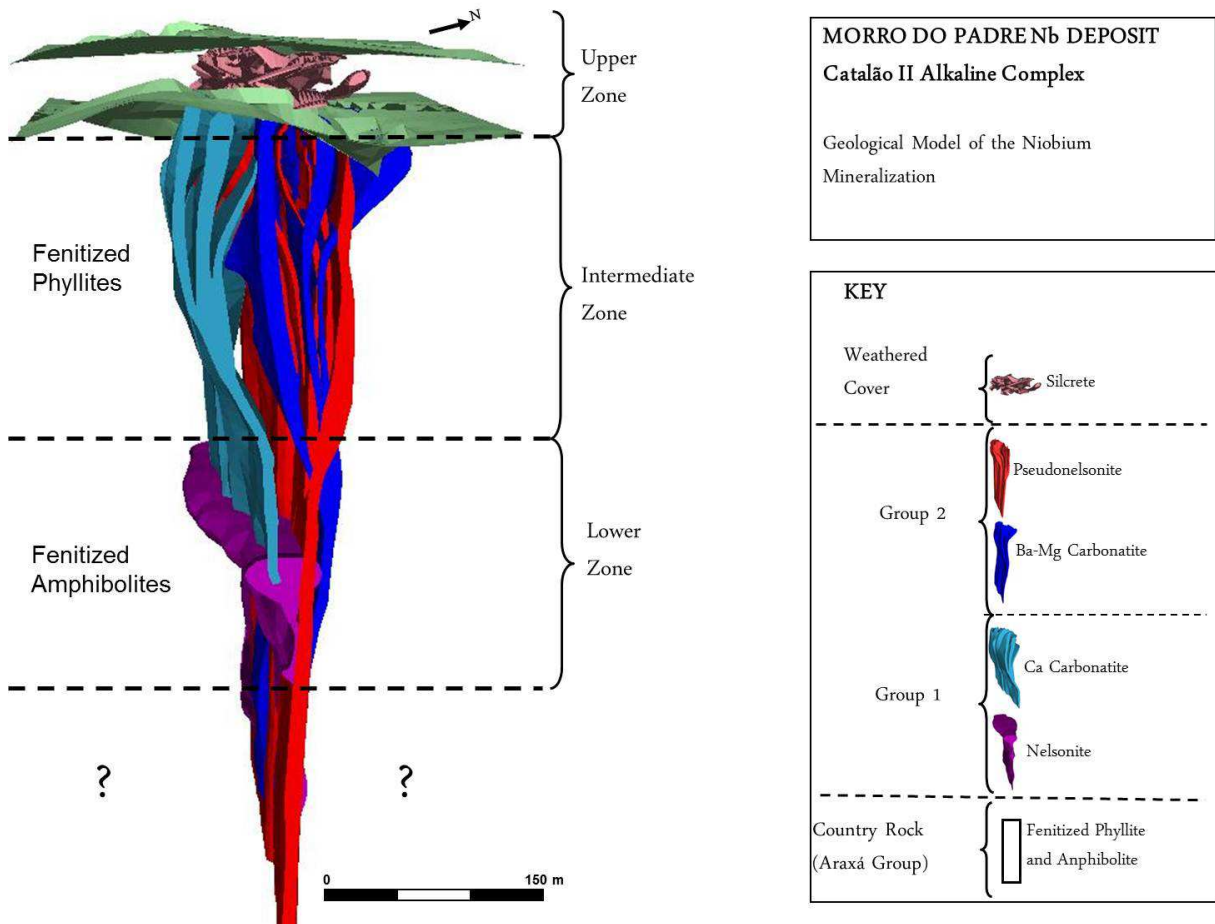 N
Upper
Zone
Fenitized
Phyllites
Intermediate
Zone
Fenitized
Amphibolites
Lower
Zone
?
?
0
150 m
MORRO DO PADRE Nb DEPOSIT
Catalão II Alkaline Complex
Geological Model of the Niobium
Mineralization
KEY
Weathered
Cover
Silcrete
Group 2
Pseudonelsonite
Ba-Mg Carbonatite
Group 1
Ca Carbonatite
Nelsonite
Country Rock
(Araxá Group)
Fenitized Phyllite
and Anphibolite